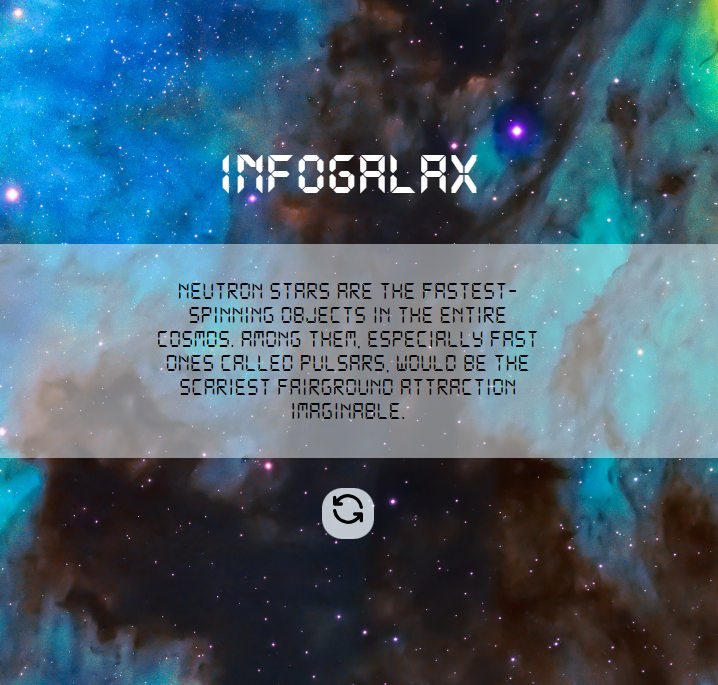 INFOGALAX
NEUTRON STARS ARE THE FASTEST-
SPINNING OBJECTS IN THE ENTIRE
COSMOS. AMONG THEM, ESPECIALLY FAST
ONES CALLED PULSARS, WOULD BE THE
SCARIEST FAIRGROUND ATTRACTION
IMAGINABLE.